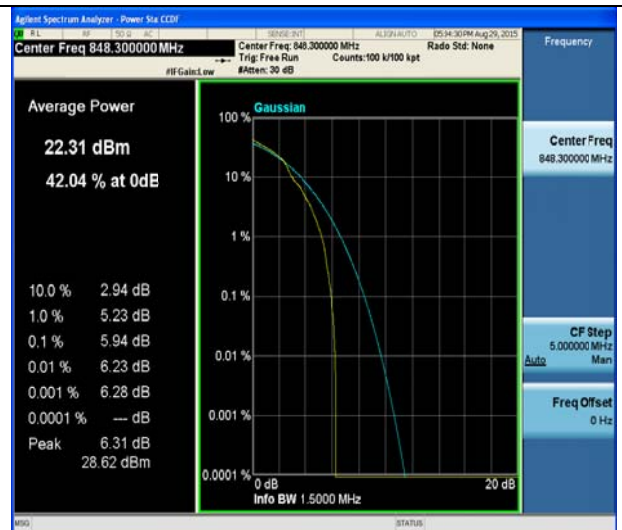 Agilent Spectrum Analyzer - Power Sta CCDF
RL RF 50 Ω AC SENSE:INT ALIGN AUTO 05:34:30 PM Aug 29, 2015
Center Freq 848.300000 MHz
Center Freq: 848.300000 MHz Rado Std: None
Trig: Free Run Counts:100 k/100 kpt
#IFGain:Low #Atten: 30 dB
Frequency
Average Power
22.31 dBm
42.04 % at 0dB
10.0 % 2.94 dB
1.0 % 5.23 dB
0.1 % 5.94 dB
0.01 % 6.23 dB
0.001 % 6.28 dB
0.0001 % --- dB
Peak 6.31 dB
28.62 dBm
100 % Gaussian
10 %
1 %
0.1 %
0.01 %
0.001 %
0.0001 %
0 dB 20 dB
Info BW 1.5000 MHz
Center Freq
848.300000 MHz
CF Step
5.000000 MHz
Auto Man
Freq Offset
0 Hz
MSG STATUS